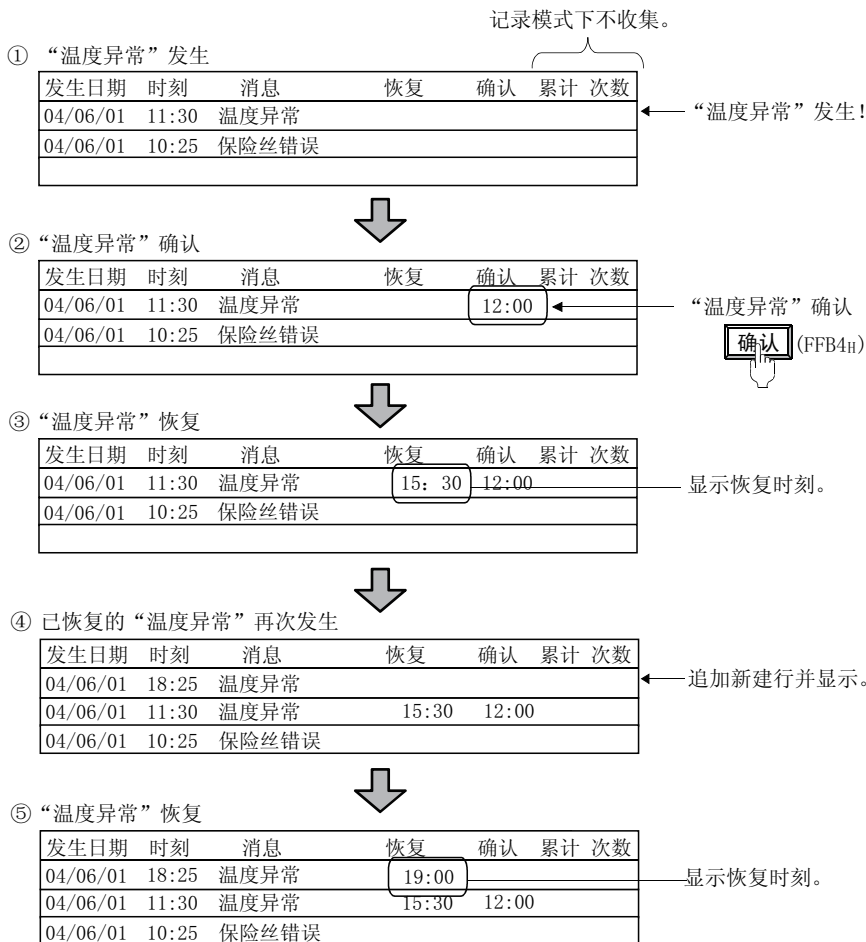 记录模式下不收集。
① “温度异常”发生
发生日期 时刻 消息 恢复 确认 累计 次数
04/06/01 11:30 温度异常
“温度异常”发生!
04/06/01 10:25 保险丝错误
②“温度异常”确认
发生日期 时刻 消息 恢复 确认 累计 次数
04/06/01 11:30 温度异常 12:00
“温度异常”确认
04/06/01 10:25 保险丝错误
确认 (FFB4H)
③“温度异常”恢复
发生日期 时刻 消息 恢复 确认 累计 次数
04/06/01 11:30 温度异常 15: 30 12:00
显示恢复时刻。
04/06/01 10:25 保险丝错误
④ 已恢复的“温度异常”再次发生
发生日期 时刻 消息 恢复 确认 累计 次数
04/06/01 18:25 温度异常
追加新建行并显示。
04/06/01 11:30 温度异常 15:30 12:00
04/06/01 10:25 保险丝错误
⑤“温度异常”恢复
发生日期 时刻 消息 恢复 确认 累计 次数
04/06/01 18:25 温度异常 19:00
显示恢复时刻。
04/06/01 11:30 温度异常 15:30 12:00
04/06/01 10:25 保险丝错误